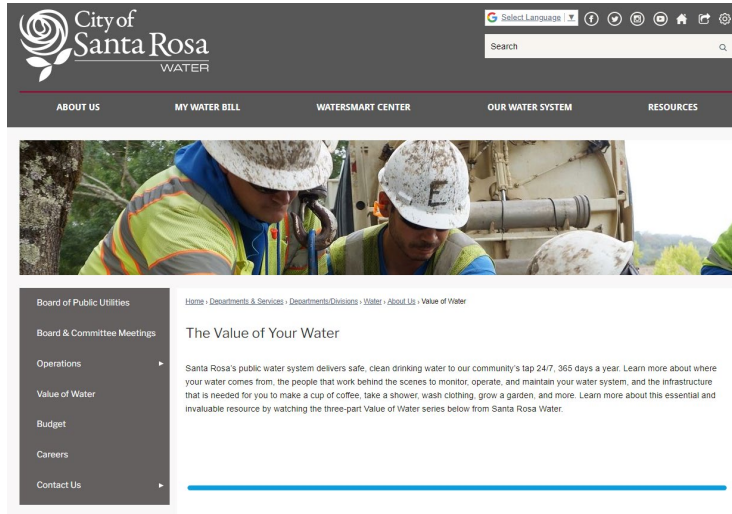 City of
Santa Rosa
WATER
Select Language ▼
Search
ABOUT US
MY WATER BILL
WATERSMART CENTER
OUR WATER SYSTEM
RESOURCES
E
Board of Public Utilities
Board & Committee Meetings
Operations
Value of Water
Budget
Careers
Contact Us
Home › Departments & Services › Departments/Divisions › Water › About Us › Value of Water
The Value of Your Water
Santa Rosa's public water system delivers safe, clean drinking water to our community's tap 24/7, 365 days a year. Learn more about where
your water comes from, the people that work behind the scenes to monitor, operate, and maintain your water system, and the infrastructure
that is needed for you to make a cup of coffee, take a shower, wash clothing, grow a garden, and more. Learn more about this essential and
invaluable resource by watching the three-part Value of Water series below from Santa Rosa Water.